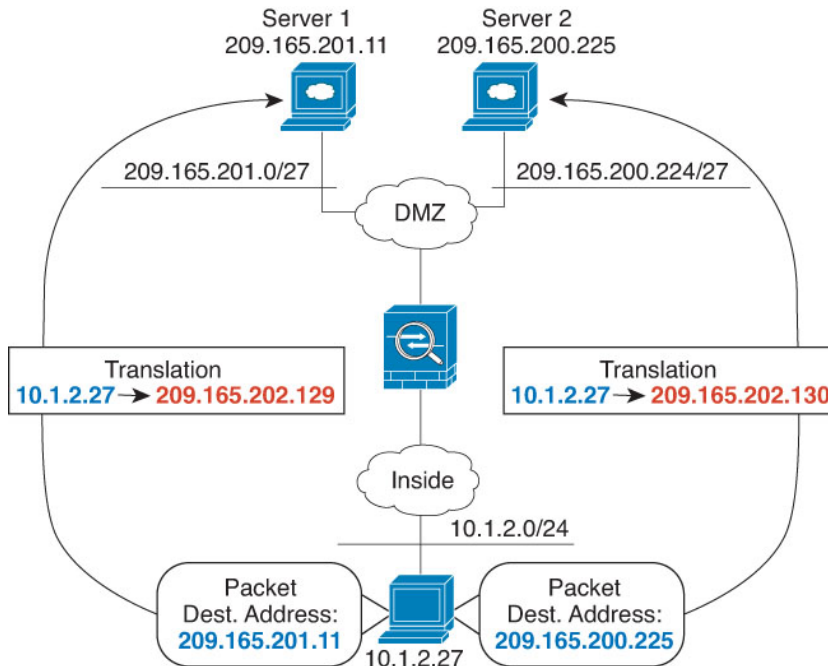 Server 1
209.165.201.11
Server 2
209.165.200.225
209.165.201.0/27
209.165.200.224/27
DMZ
Translation
10.1.2.27 → 209.165.202.129
Translation
10.1.2.27 → 209.165.202.130
Inside
10.1.2.0/24
Packet
Dest. Address:
209.165.201.11
Packet
Dest. Address:
209.165.200.225
10.1.2.27